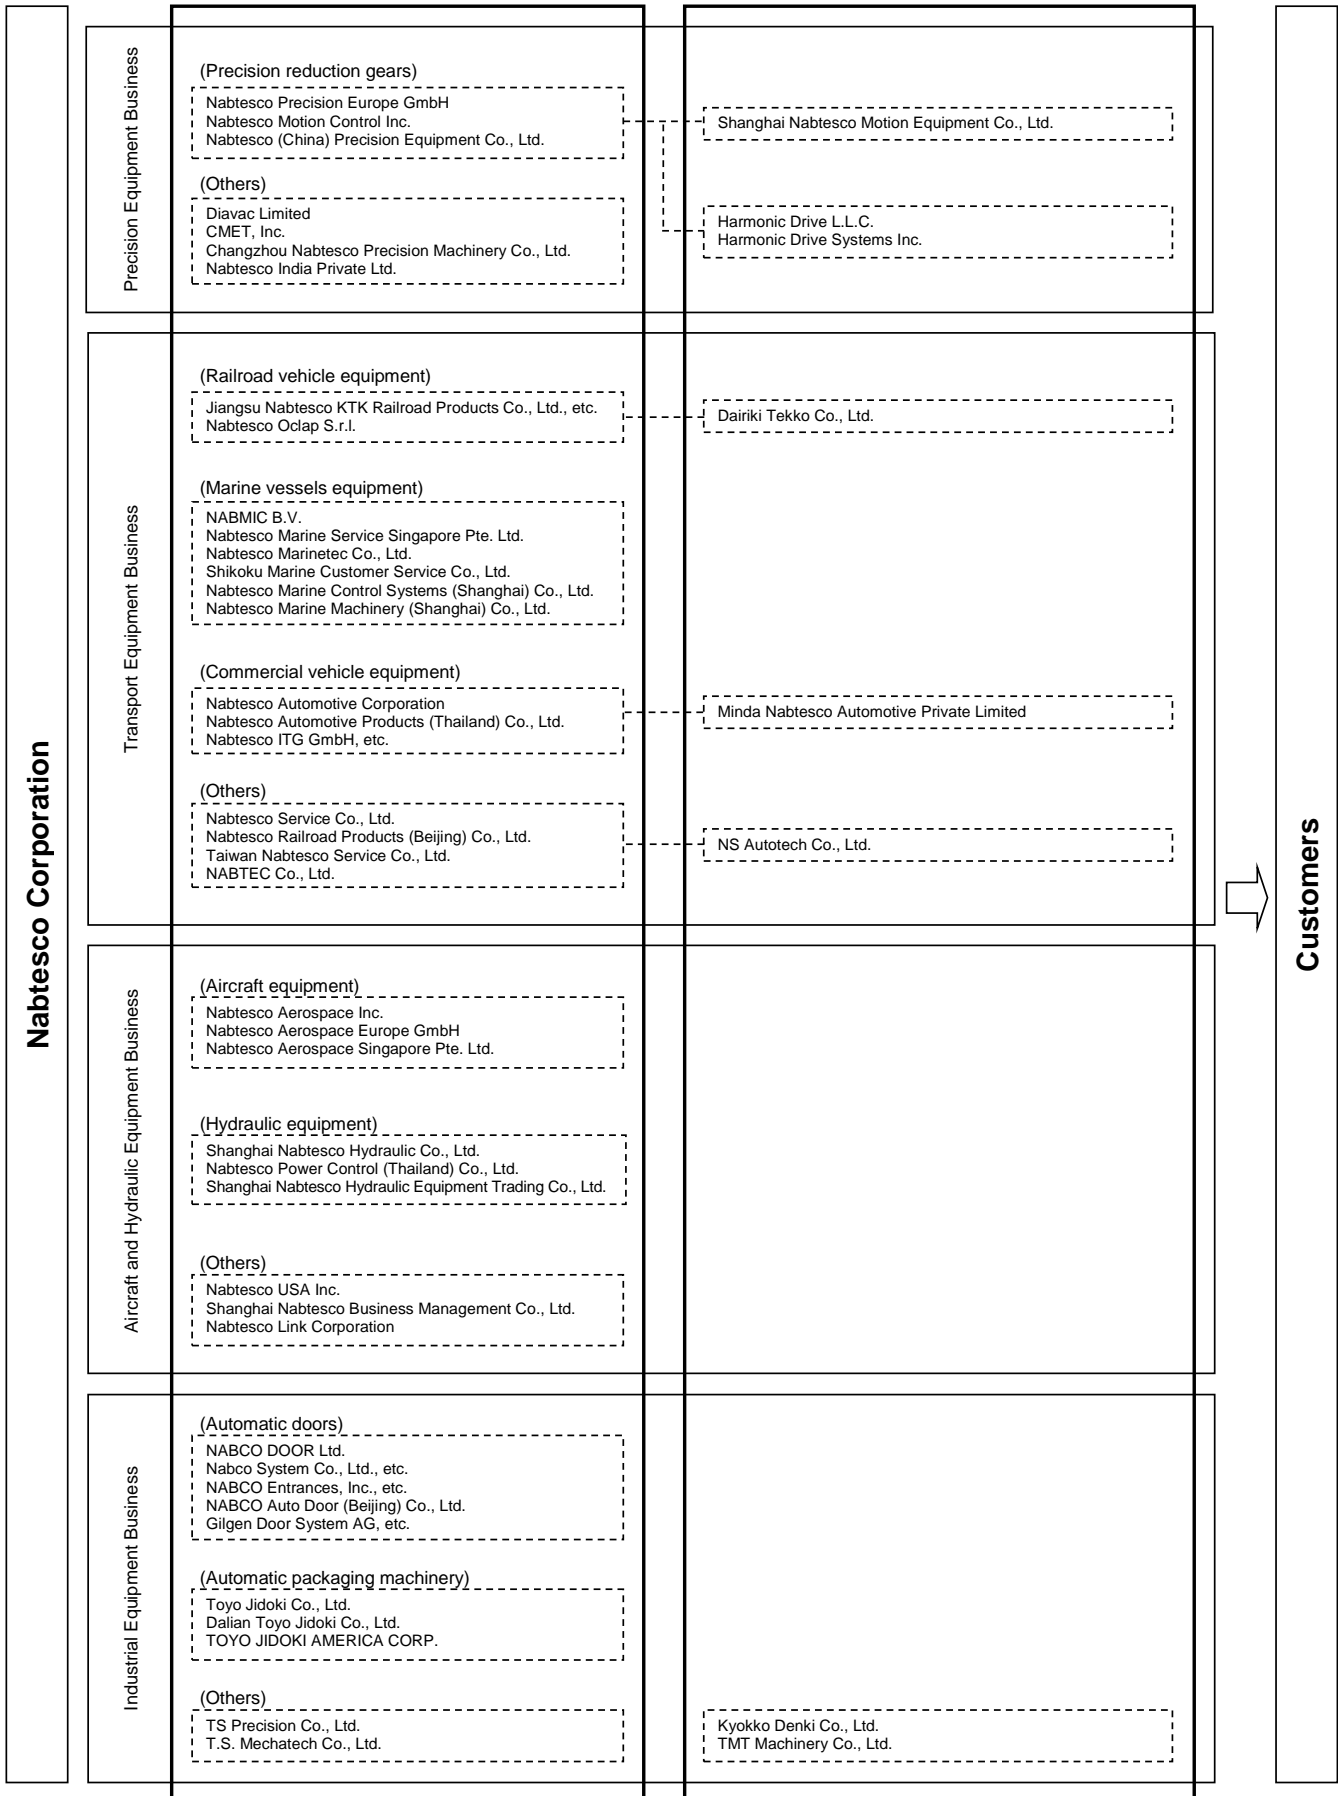 Nabtesco Corporation
Precision Equipment Business
(Precision reduction gears)
Nabtesco Precision Europe GmbH
Nabtesco Motion Control Inc.
Nabtesco (China) Precision Equipment Co., Ltd.
Shanghai Nabtesco Motion Equipment Co., Ltd.
(Others)
Diavac Limited
CMET, Inc.
Changzhou Nabtesco Precision Machinery Co., Ltd.
Nabtesco India Private Ltd.
Harmonic Drive L.L.C.
Harmonic Drive Systems Inc.
Transport Equipment Business
(Railroad vehicle equipment)
Jiangsu Nabtesco KTK Railroad Products Co., Ltd., etc.
Nabtesco Oclap S.r.l.
Dairiki Tekko Co., Ltd.
(Marine vessels equipment)
NABMIC B.V.
Nabtesco Marine Service Singapore Pte. Ltd.
Nabtesco Marinetec Co., Ltd.
Shikoku Marine Customer Service Co., Ltd.
Nabtesco Marine Control Systems (Shanghai) Co., Ltd.
Nabtesco Marine Machinery (Shanghai) Co., Ltd.
(Commercial vehicle equipment)
Nabtesco Automotive Corporation
Nabtesco Automotive Products (Thailand) Co., Ltd.
Nabtesco ITG GmbH, etc.
Minda Nabtesco Automotive Private Limited
(Others)
Nabtesco Service Co., Ltd.
Nabtesco Railroad Products (Beijing) Co., Ltd.
Taiwan Nabtesco Service Co., Ltd.
NABTEC Co., Ltd.
NS Autotech Co., Ltd.
Aircraft and Hydraulic Equipment Business
(Aircraft equipment)
Nabtesco Aerospace Inc.
Nabtesco Aerospace Europe GmbH
Nabtesco Aerospace Singapore Pte. Ltd.
(Hydraulic equipment)
Shanghai Nabtesco Hydraulic Co., Ltd.
Nabtesco Power Control (Thailand) Co., Ltd.
Shanghai Nabtesco Hydraulic Equipment Trading Co., Ltd.
(Others)
Nabtesco USA Inc.
Shanghai Nabtesco Business Management Co., Ltd.
Nabtesco Link Corporation
Industrial Equipment Business
(Automatic doors)
NABCO DOOR Ltd.
Nabco System Co., Ltd., etc.
NABCO Entrances, Inc., etc.
NABCO Auto Door (Beijing) Co., Ltd.
Gilgen Door System AG, etc.
(Automatic packaging machinery)
Toyo Jidoki Co., Ltd.
Dalian Toyo Jidoki Co., Ltd.
TOYO JIDOKI AMERICA CORP.
(Others)
TS Precision Co., Ltd.
T.S. Mechatech Co., Ltd.
Kyokko Denki Co., Ltd.
TMT Machinery Co., Ltd.
Customers